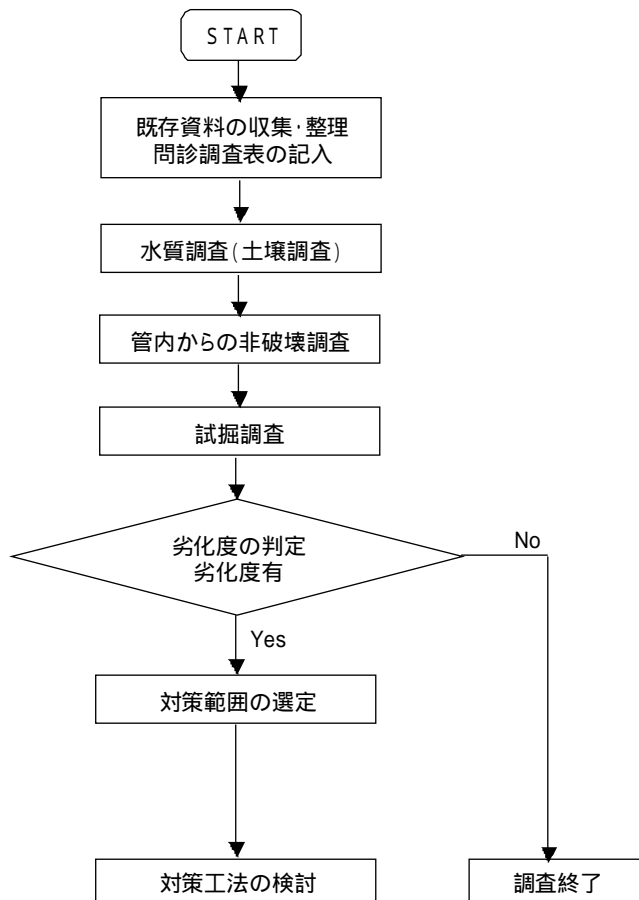 START
既存資料の収集・整理
問診調査表の記入
水質調査(土壌調査)
管内からの非破壊調査
試掘調査
劣化度の判定
劣化度有
No
Yes
対策範囲の選定
対策工法の検討
調査終了